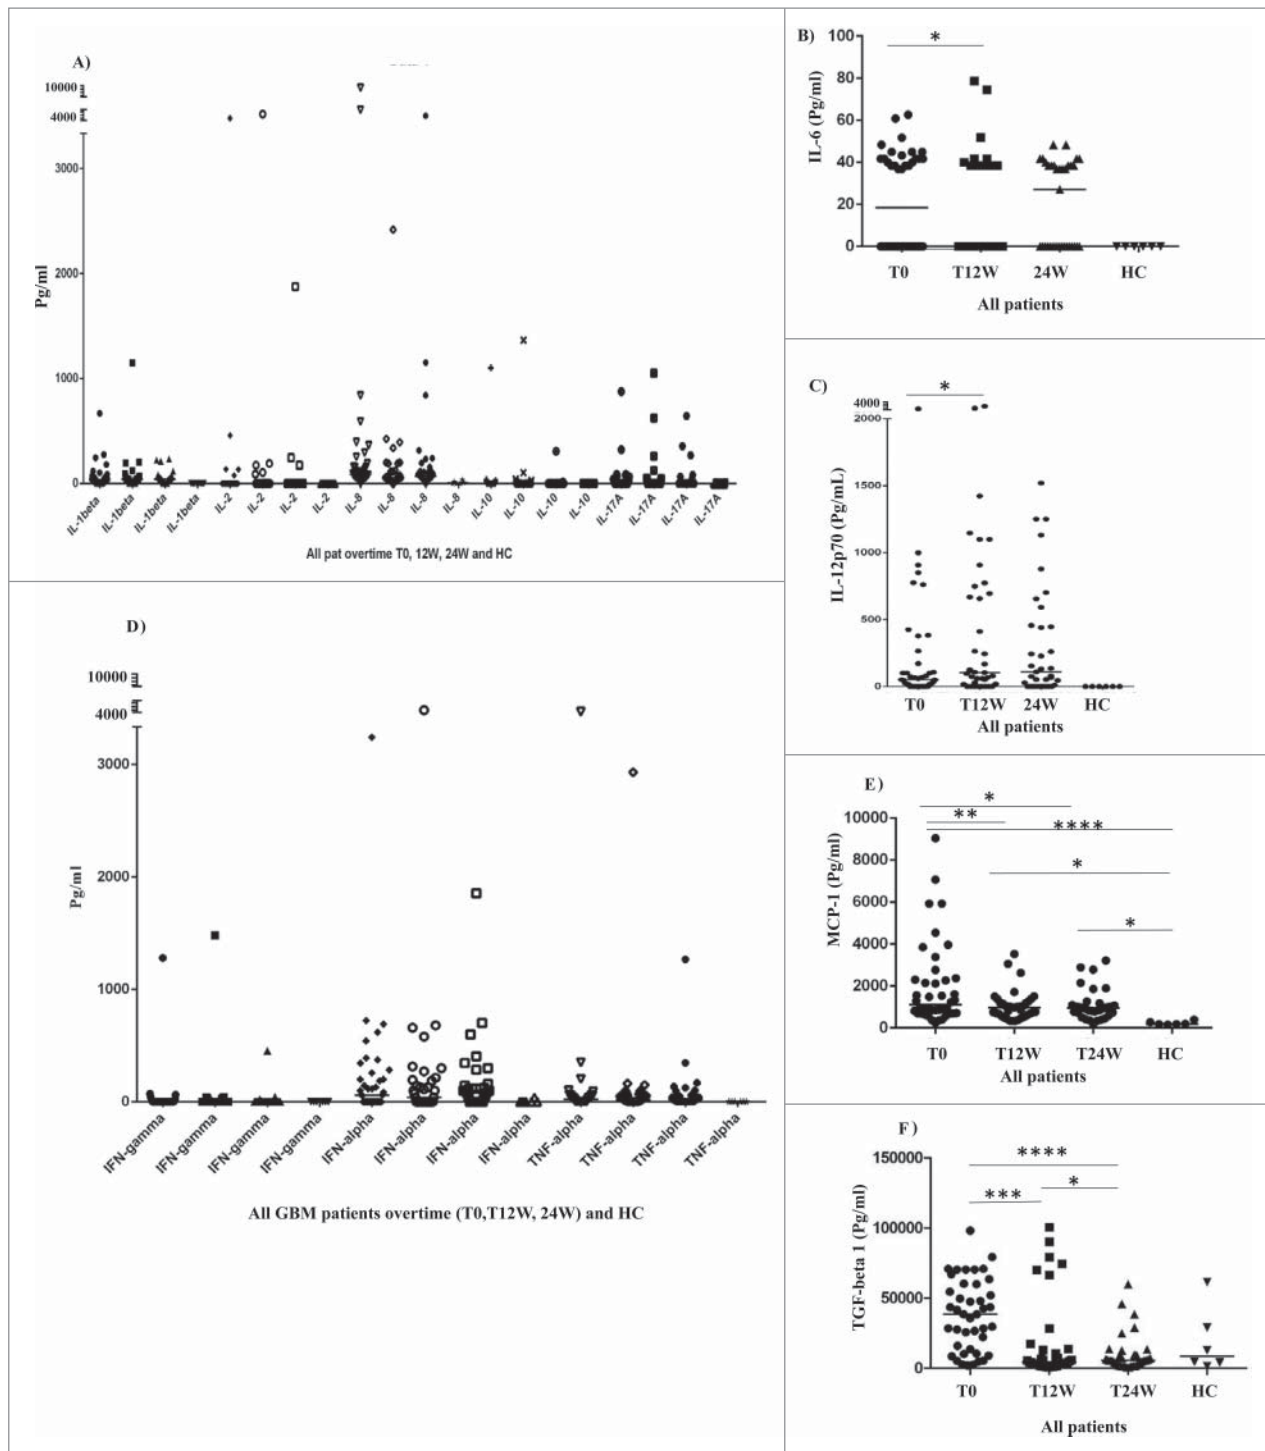 A)
10000
4000
3000
2000
1000
0
Pg/ml
IL-1beta
IL-1beta
IL-1beta
IL-1beta
IL-2
IL-2
IL-2
IL-2
IL-8
IL-8
IL-8
IL-8
IL-10
IL-10
IL-10
IL-10
IL-17A
IL-17A
IL-17A
IL-17A
All pat overtime T0, 12W, 24W and HC
B)
*
100
80
60
40
20
0
IL-6 (Pg/ml)
T0 T12W 24W HC
All patients
C)
*
4000
2000
1500
1000
500
0
IL-12p70 (Pg/mL)
T0 T12W 24W HC
All patients
D)
10000
4000
3000
2000
1000
0
Pg/ml
IFN-gamma
IFN-gamma
IFN-gamma
IFN-gamma
IFN-alpha
IFN-alpha
IFN-alpha
IFN-alpha
TNF-alpha
TNF-alpha
TNF-alpha
TNF-alpha
All GBM patients overtime (T0,T12W, 24W) and HC
E)
*
**
****
*
*
10000
8000
6000
4000
2000
0
MCP-1 (Pg/ml)
T0 T12W T24W HC
All patients
F)
****
*** *
150000
100000
50000
0
TGF-beta 1 (Pg/ml)
T0 T12W T24W HC
All patients